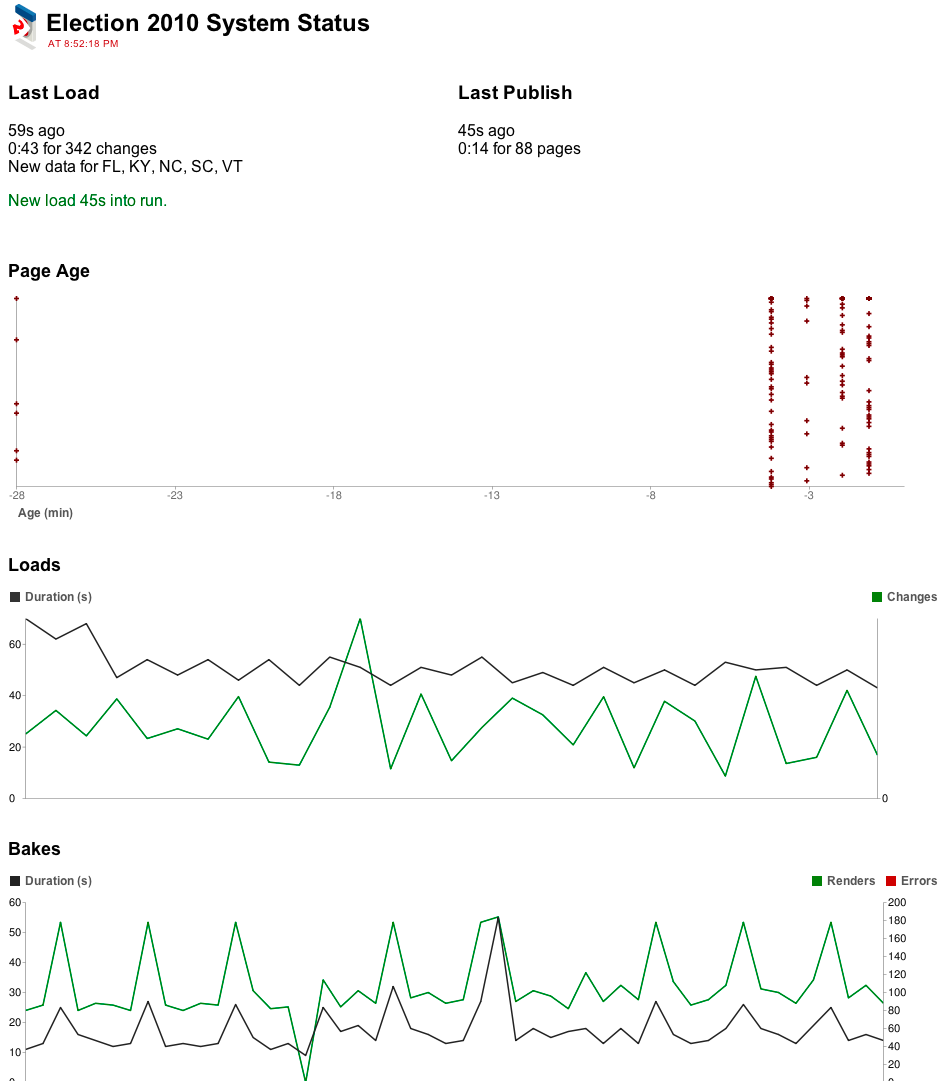 Election 2010 System Status
AT 8:52:18 PM
Last Load
59s ago
0:43 for 342 changes
New data for FL, KY, NC, SC, VT
New load 45s into run.
Last Publish
45s ago
0:14 for 88 pages
Page Age
-28 -23 -18 -13 -8 -3
Age (min)
Loads
Duration (s) Changes
60
40
20
0 0
Bakes
Duration (s) Renders Errors
60 200
50 180
160
40 140
120
30 100
20 80
60
10 40
20
0 0